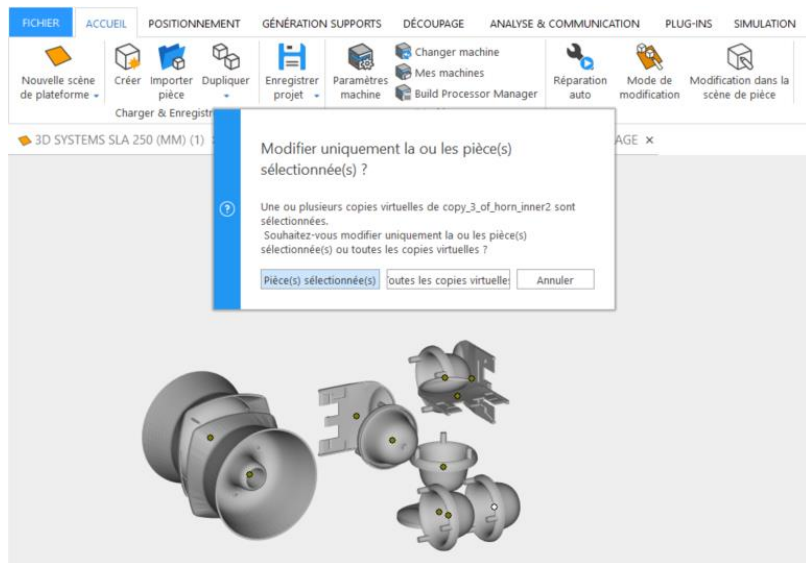 FICHIER ACCUEIL POSITIONNEMENT GÉNÉRATION SUPPORTS DÉCOUPAGE ANALYSE & COMMUNICATION PLUG-INS SIMULATION
Nouvelle scène de plateforme
Créer
Importer pièce
Dupliquer
Enregistrer projet
Paramètres machine
Changer machine
Mes machines
Build Processor Manager
Réparation auto
Mode de modification
Modification dans la scène de pièce
Charger & Enregistr
3D SYSTEMS SLA 250 (MM) (1)
AGE ×
Modifier uniquement la ou les pièce(s)
sélectionnée(s) ?
Une ou plusieurs copies virtuelles de copy_3_of_horn_inner2 sont
sélectionnées.
Souhaitez-vous modifier uniquement la ou les pièce(s)
sélectionnée(s) ou toutes les copies virtuelles ?
Pièce(s) sélectionnée(s) outes les copies virtuelle Annuler